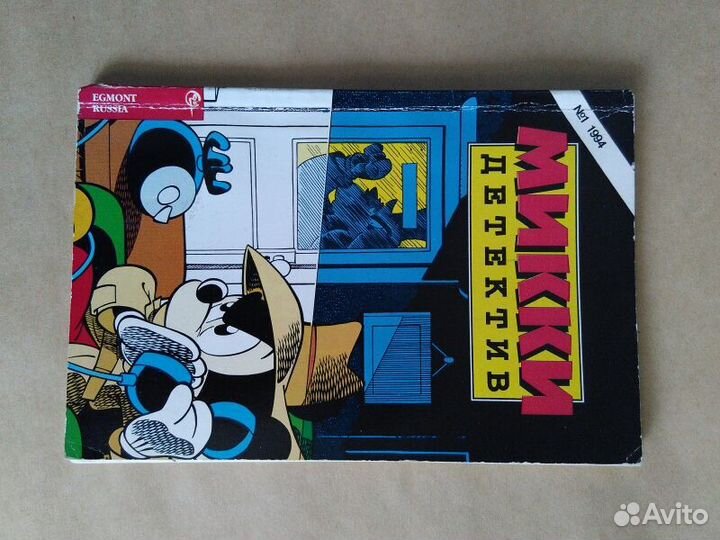 EGMONT
RUSSIA
№1 1994
МИККИ
ДЕТЕКТИВ
Avito